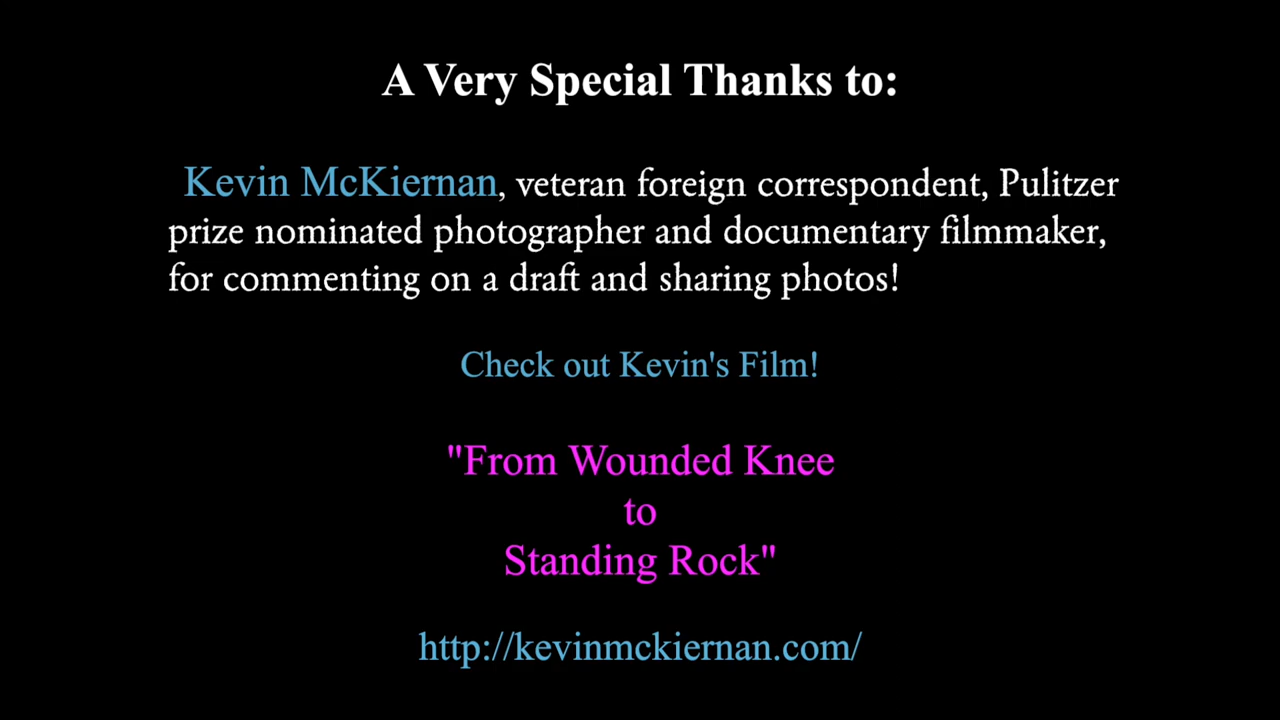 A Very Special Thanks to:
Kevin McKiernan, veteran foreign correspondent, Pulitzer
prize nominated photographer and documentary filmmaker,
for commenting on a draft and sharing photos!
Check out Kevin's Film!
"From Wounded Knee
to
Standing Rock"
http://kevinmckiernan.com/